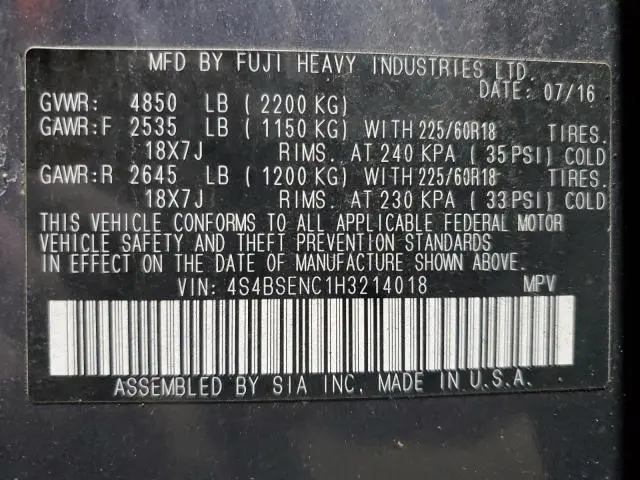 MFD BY FUJI HEAVY INDUSTRIES LTD.
DATE: 07/16
GVWR: 4850 LB (2200 KG)
GAWR:F 2535 LB (1150 KG) WITH 225/60R18 TIRES.
18X7J RIMS. AT 240 KPA (35 PSI) COLD
GAWR:R 2645 LB (1200 KG) WITH 225/60R18 TIRES.
18X7J RIMS. AT 230 KPA (33 PSI) COLD
THIS VEHICLE CONFORMS TO ALL APPLICABLE FEDERAL MOTOR
VEHICLE SAFETY AND THEFT PREVENTION STANDARDS
IN EFFECT ON THE DATE OF MANUFACTURE SHOWN ABOVE.
VIN: 4S4BSENC1H3214018 MPV
ASSEMBLED BY SIA INC. MADE IN U.S.A.